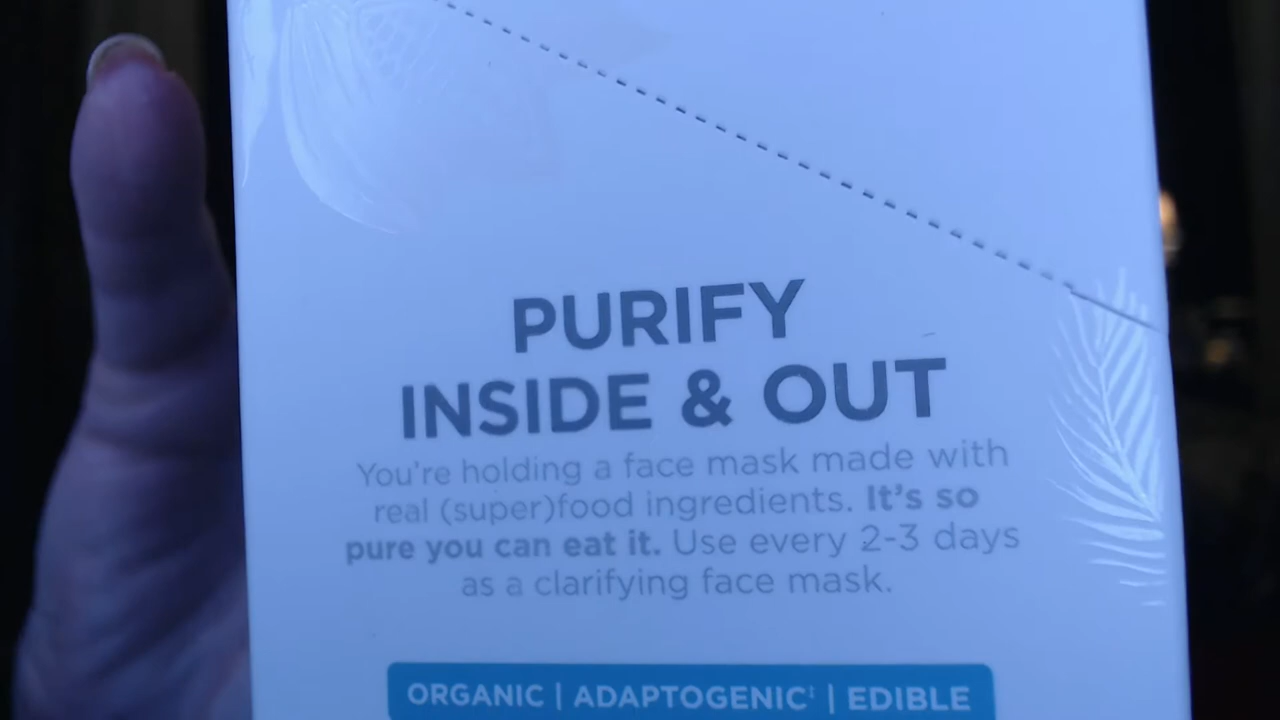 PURIFY
INSIDE & OUT
You're holding a face mask made with
real (super)food ingredients. It's so
pure you can eat it. Use every 2-3 days
as a clarifying face mask.
ORGANIC | ADAPTOGENIC‡ | EDIBLE